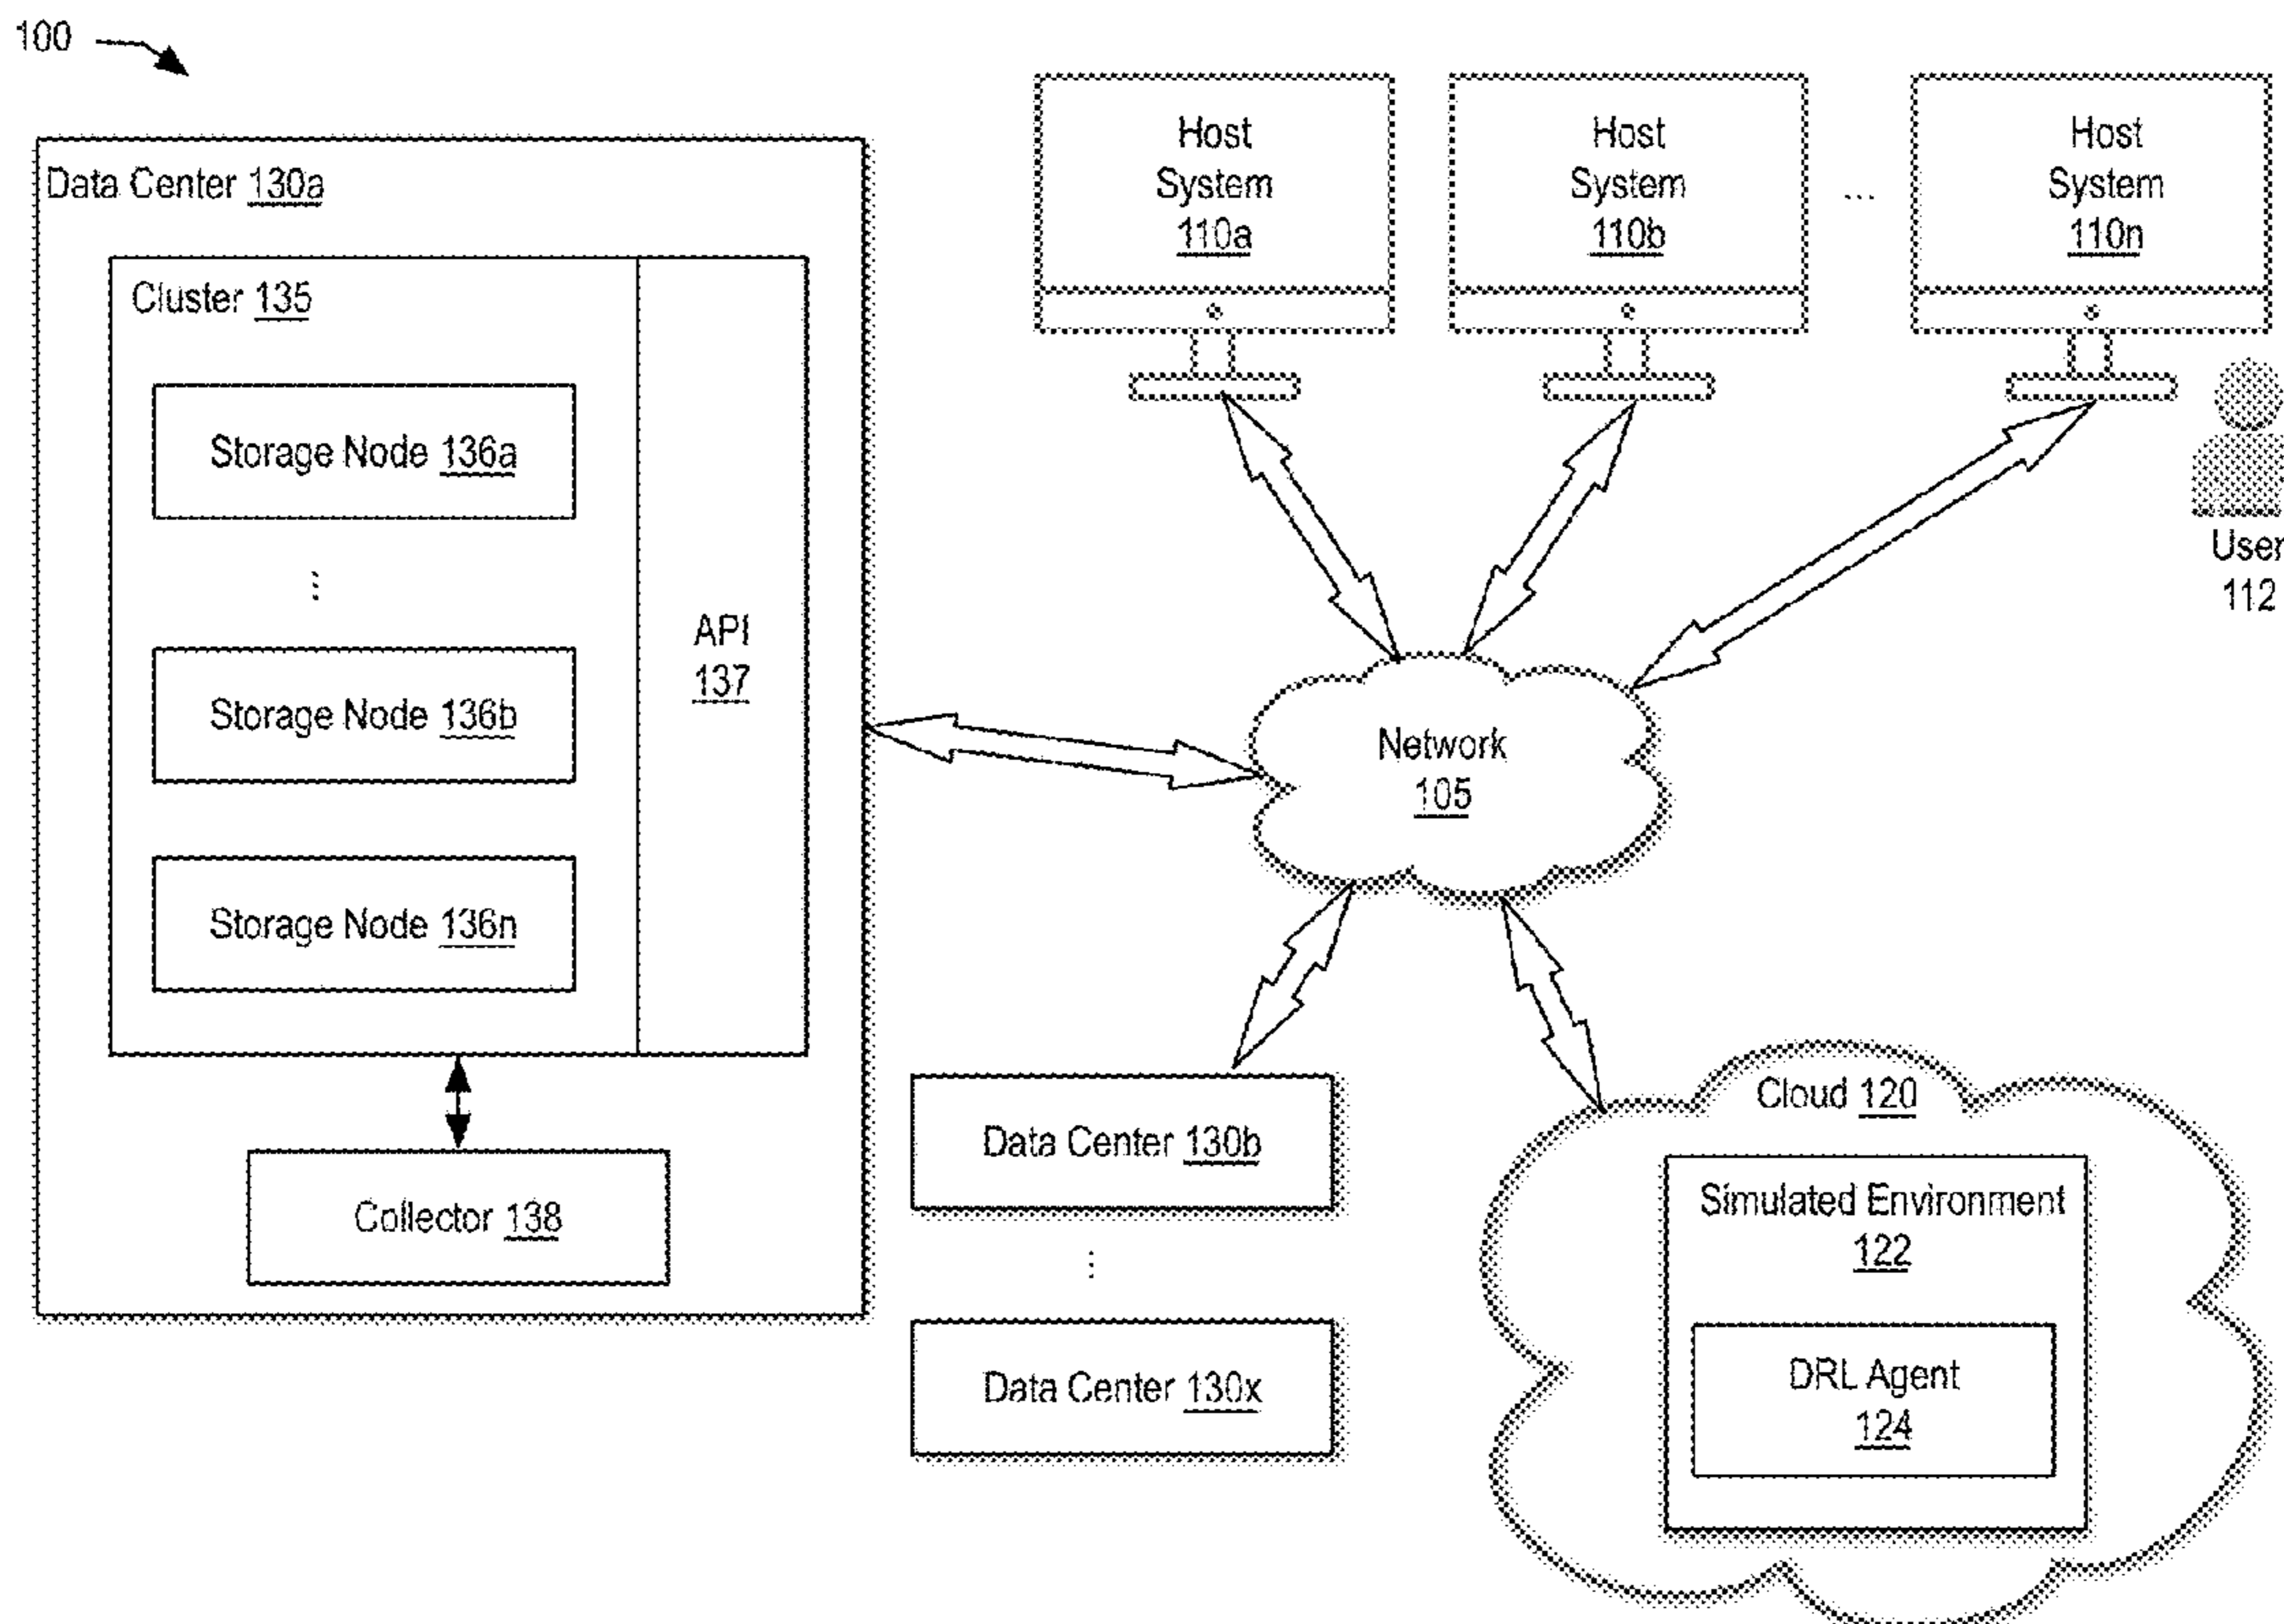 100
Data Center 130a
Cluster 135
Storage Node 136a
...
Storage Node 136b
Storage Node 136n
API
137
Collector 138
Host
System
110a
Host
System
110b
...
Host
System
110n
User
112
Network
105
Data Center 130b
...
Data Center 130x
Cloud 120
Simulated Environment
122
DRL Agent
124